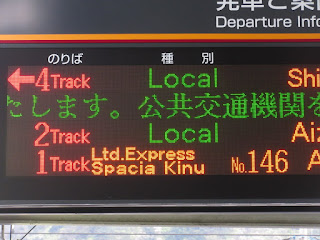 発車ご案内
Departure Info
のりば 種別
←4Track Local Shi
たします。公共交通機関を
2Track Local Aiz
1Track Ltd.Express Spacia Kinu No.146 A